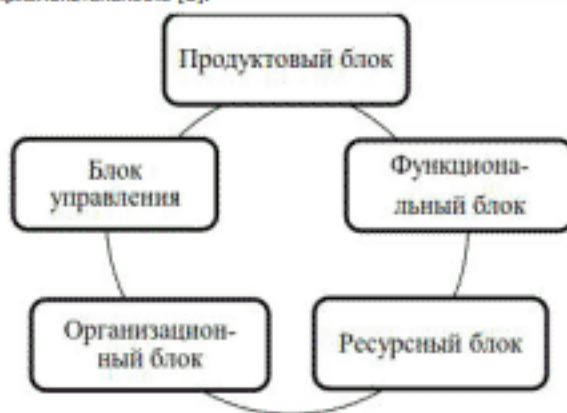 Продуктовый блок
Блок
управления
Функциона-
льный блок
Организацион-
ный блок
Ресурсный блок